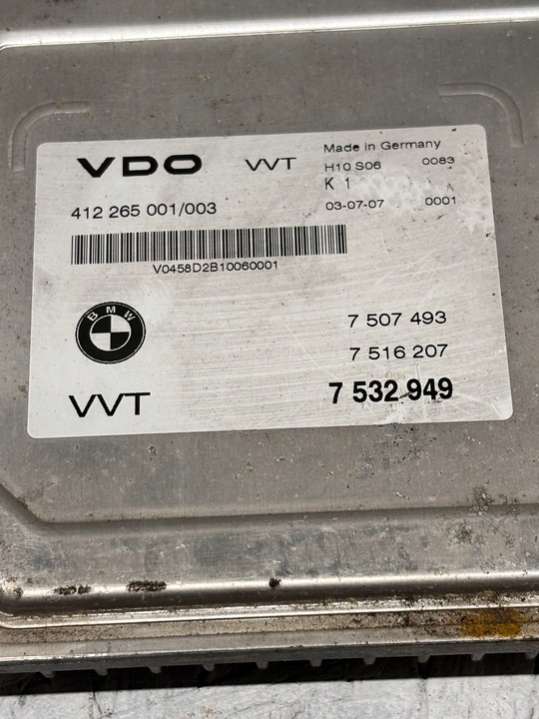 VDO VVT Made in Germany
H10 S06 0083
K 1
412 265 001/003 03-07-07 0001
V0458D2B10060001
BMW
7 507 493
7 516 207
VVT 7 532 949